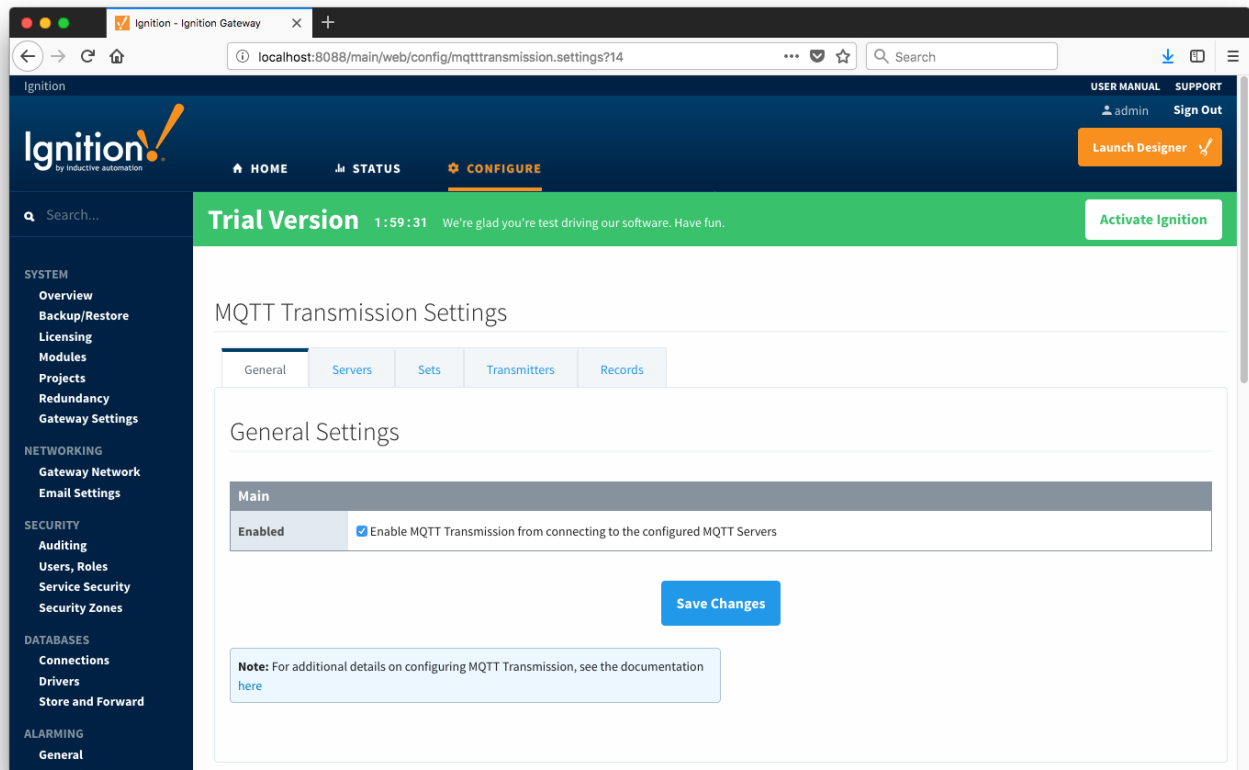 Ignition - Ignition Gateway
localhost:8088/main/web/config/mqtttransmission.settings?14
Search
Ignition
USER MANUAL SUPPORT
admin Sign Out
Ignition!
by inductive automation
HOME STATUS CONFIGURE
Launch Designer
Search...
Trial Version 1:59:31 We're glad you're test driving our software. Have fun.
Activate Ignition
SYSTEM
Overview
Backup/Restore
Licensing
Modules
Projects
Redundancy
Gateway Settings
NETWORKING
Gateway Network
Email Settings
SECURITY
Auditing
Users, Roles
Service Security
Security Zones
DATABASES
Connections
Drivers
Store and Forward
ALARMING
General
MQTT Transmission Settings
General Servers Sets Transmitters Records
General Settings
Main
Enabled Enable MQTT Transmission from connecting to the configured MQTT Servers
Save Changes
Note: For additional details on configuring MQTT Transmission, see the documentation
here